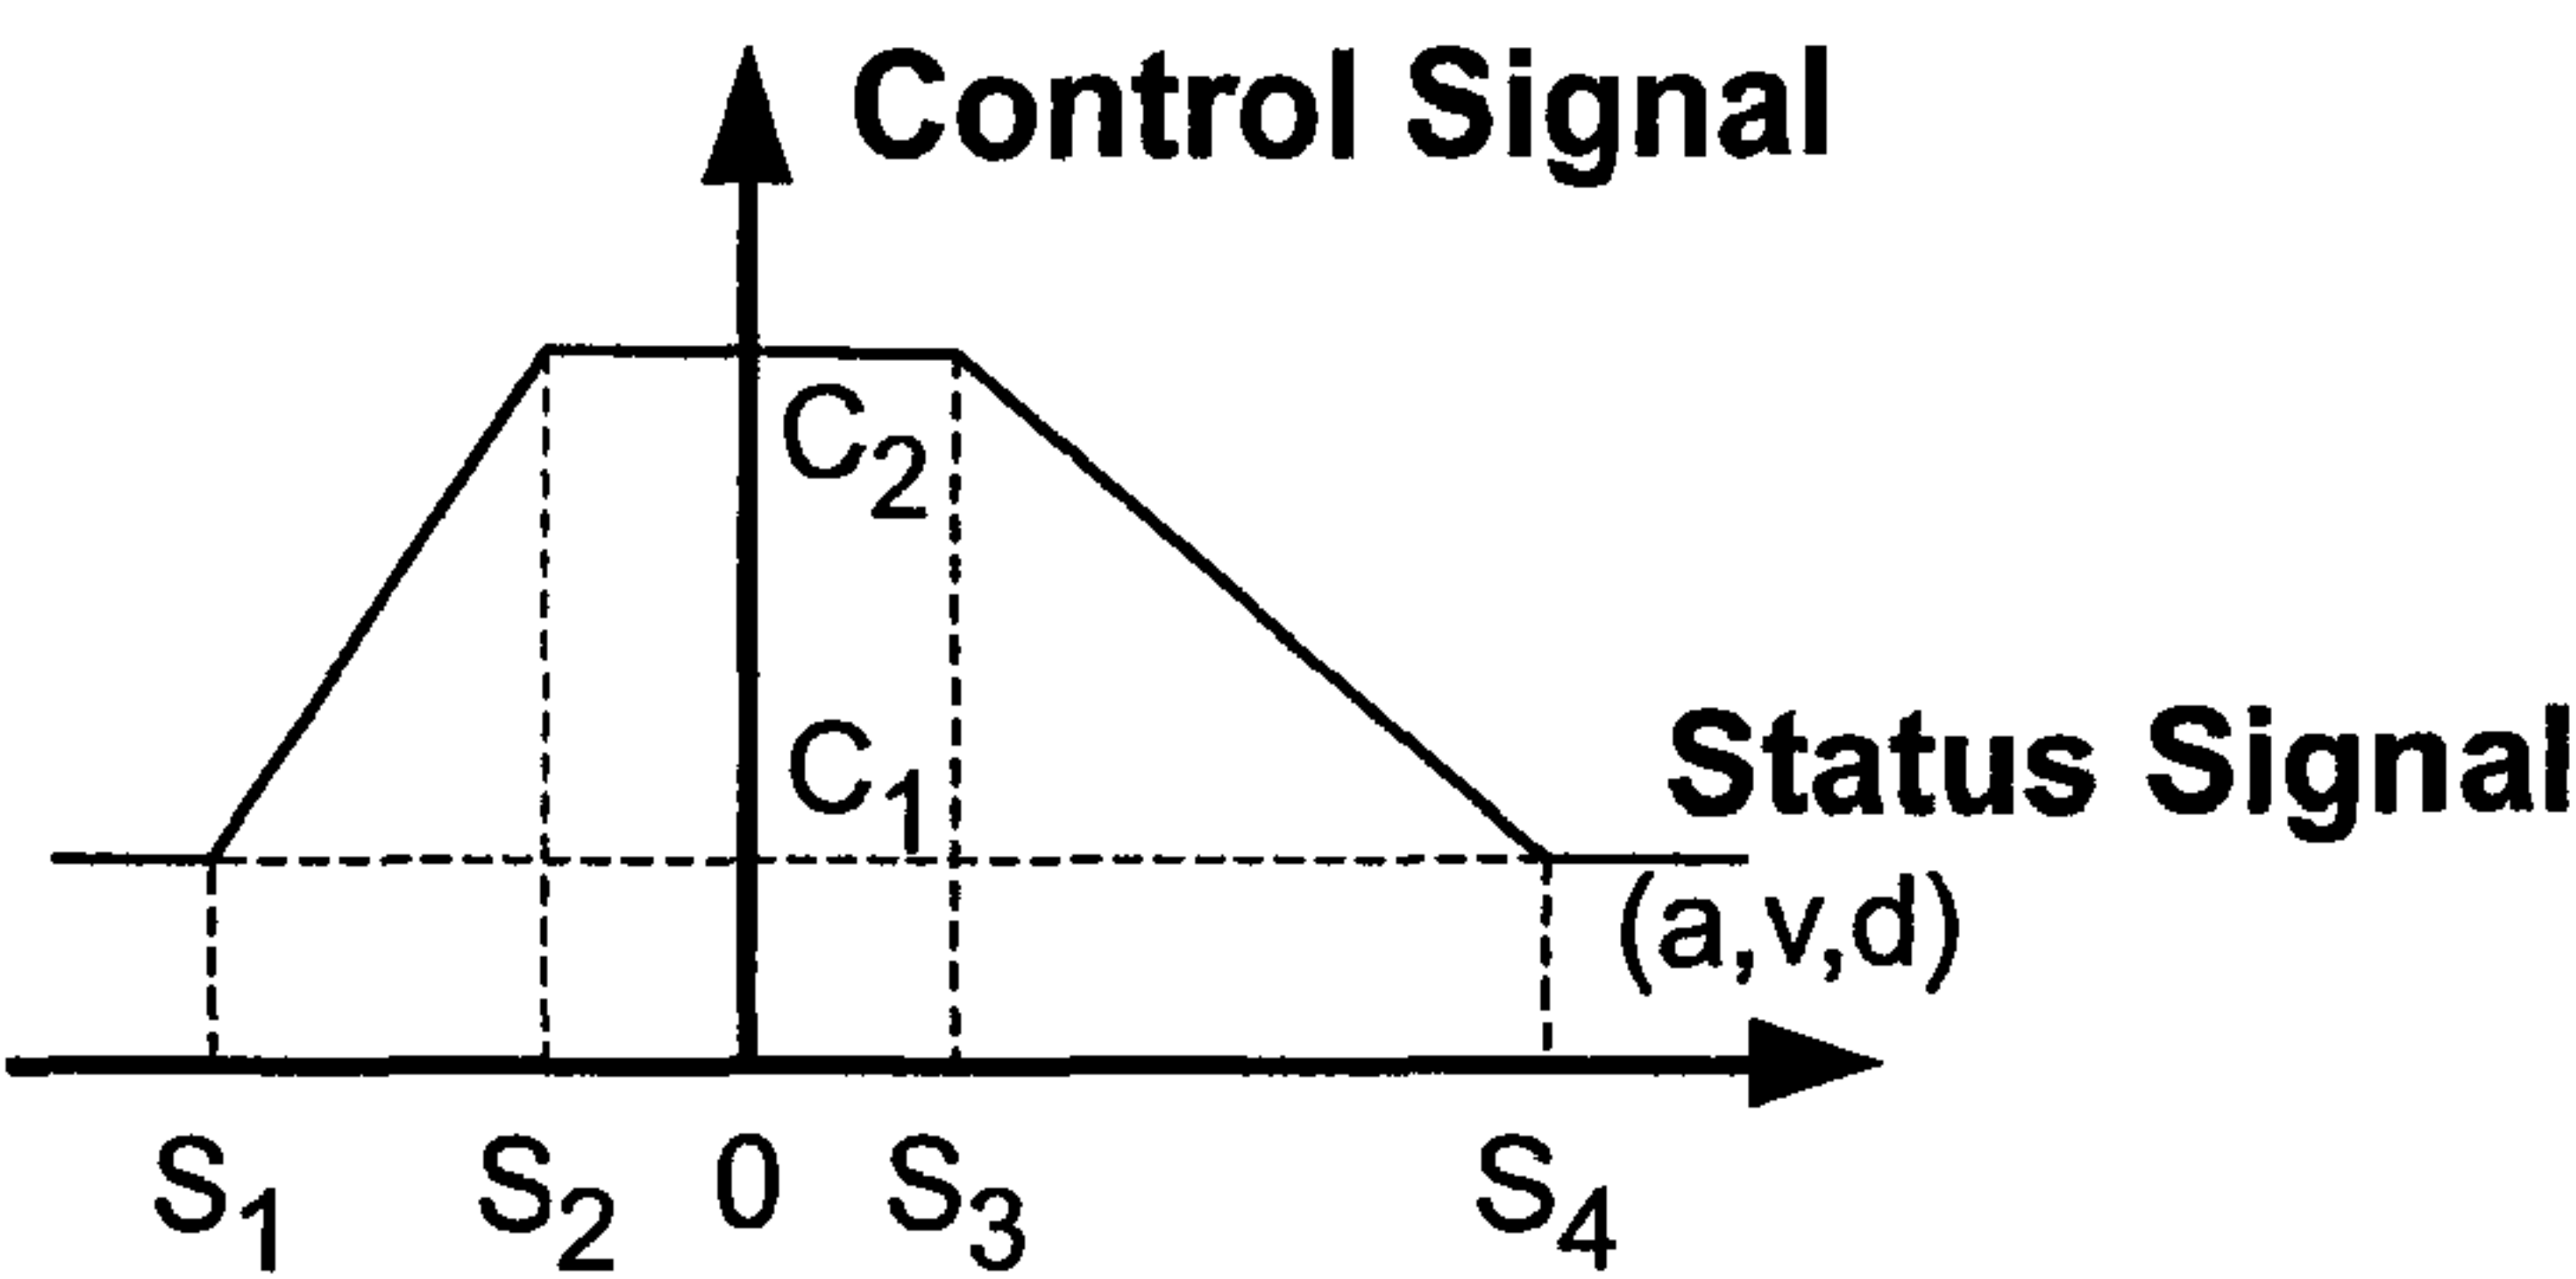 Control Signal
C2
C1
Status Signal
(a,v,d)
S1 S2 0 S3 S4